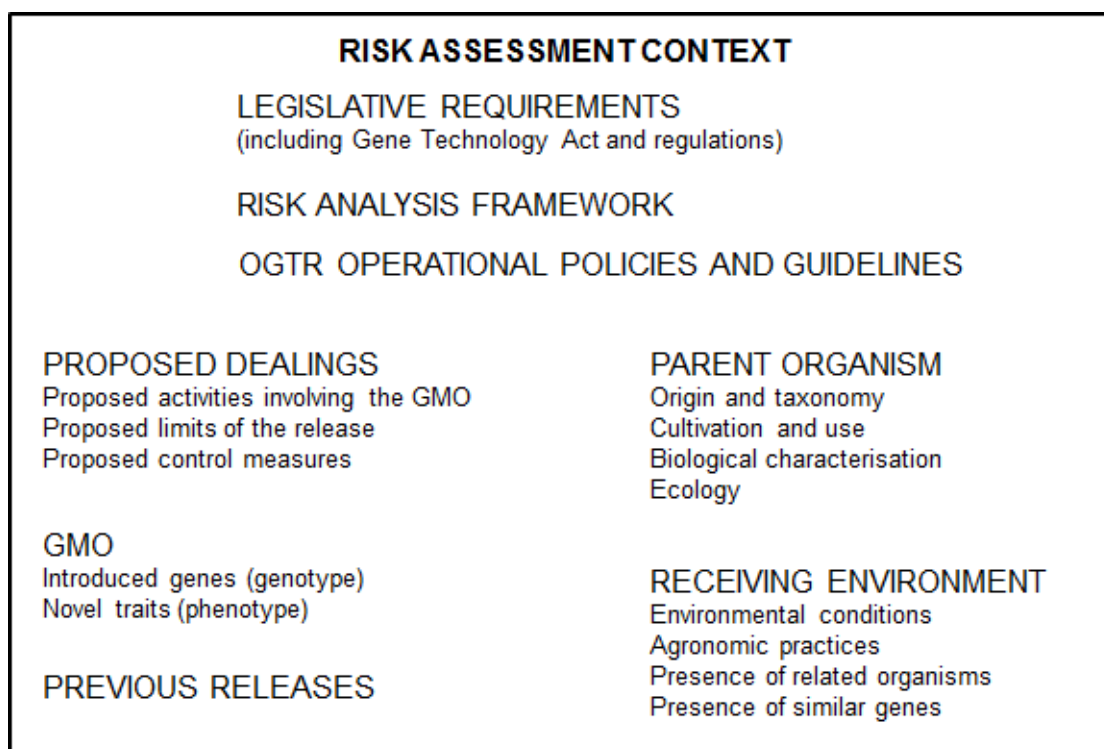 RISK ASSESSMENT CONTEXT
LEGISLATIVE REQUIREMENTS
(including Gene Technology Act and regulations)
RISK ANALYSIS FRAMEWORK
OGTR OPERATIONAL POLICIES AND GUIDELINES
PROPOSED DEALINGS
Proposed activities involving the GMO
Proposed limits of the release
Proposed control measures
GMO
Introduced genes (genotype)
Novel traits (phenotype)
PREVIOUS RELEASES
PARENT ORGANISM
Origin and taxonomy
Cultivation and use
Biological characterisation
Ecology
RECEIVING ENVIRONMENT
Environmental conditions
Agronomic practices
Presence of related organisms
Presence of similar genes